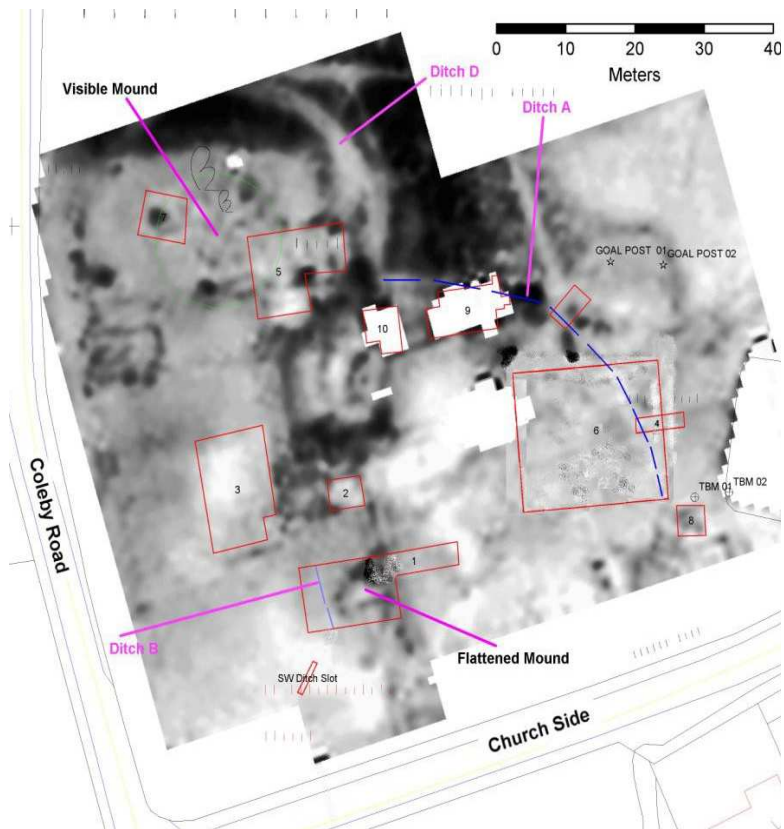 0 10 20 30 40
Meters
Ditch D
Visible Mound
Ditch A
7
GOAL POST 01
GOAL POST 02
5
9
10
4
6
3
2
TBM 01
TBM 02
8
Coleby Road
1
Ditch B
Flattened Mound
SW Ditch Slot
Church Side